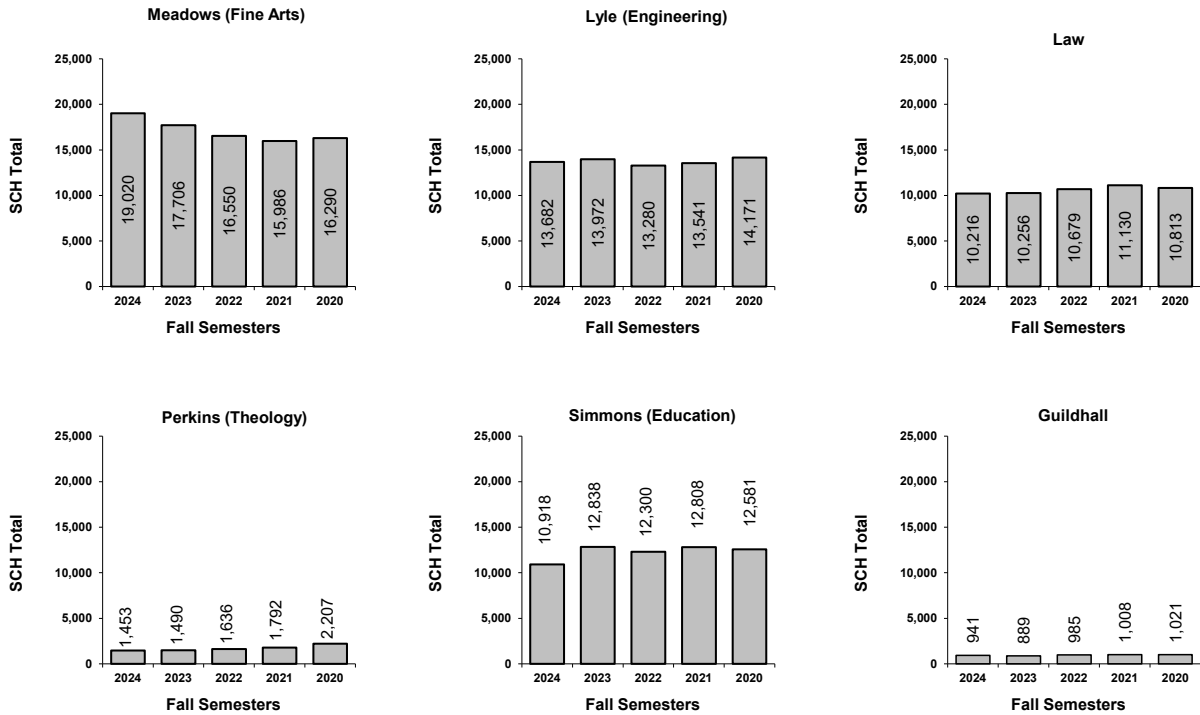 Meadows (Fine Arts)
SCH Total
25,000
20,000
15,000
10,000
5,000
0
19,020
17,706
16,550
15,986
16,290
2024 2023 2022 2021 2020
Fall Semesters
Lyle (Engineering)
SCH Total
25,000
20,000
15,000
10,000
5,000
0
13,682
13,972
13,280
13,541
14,171
2024 2023 2022 2021 2020
Fall Semesters
Law
SCH Total
25,000
20,000
15,000
10,000
5,000
0
10,216
10,256
10,679
11,130
10,813
2024 2023 2022 2021 2020
Fall Semesters
Perkins (Theology)
SCH Total
25,000
20,000
15,000
10,000
5,000
0
1,453
1,490
1,636
1,792
2,207
2024 2023 2022 2021 2020
Fall Semesters
Simmons (Education)
SCH Total
25,000
20,000
15,000
10,000
5,000
0
10,918
12,838
12,300
12,808
12,581
2024 2023 2022 2021 2020
Fall Semesters
Guildhall
SCH Total
25,000
20,000
15,000
10,000
5,000
0
941
889
985
1,008
1,021
2024 2023 2022 2021 2020
Fall Semesters